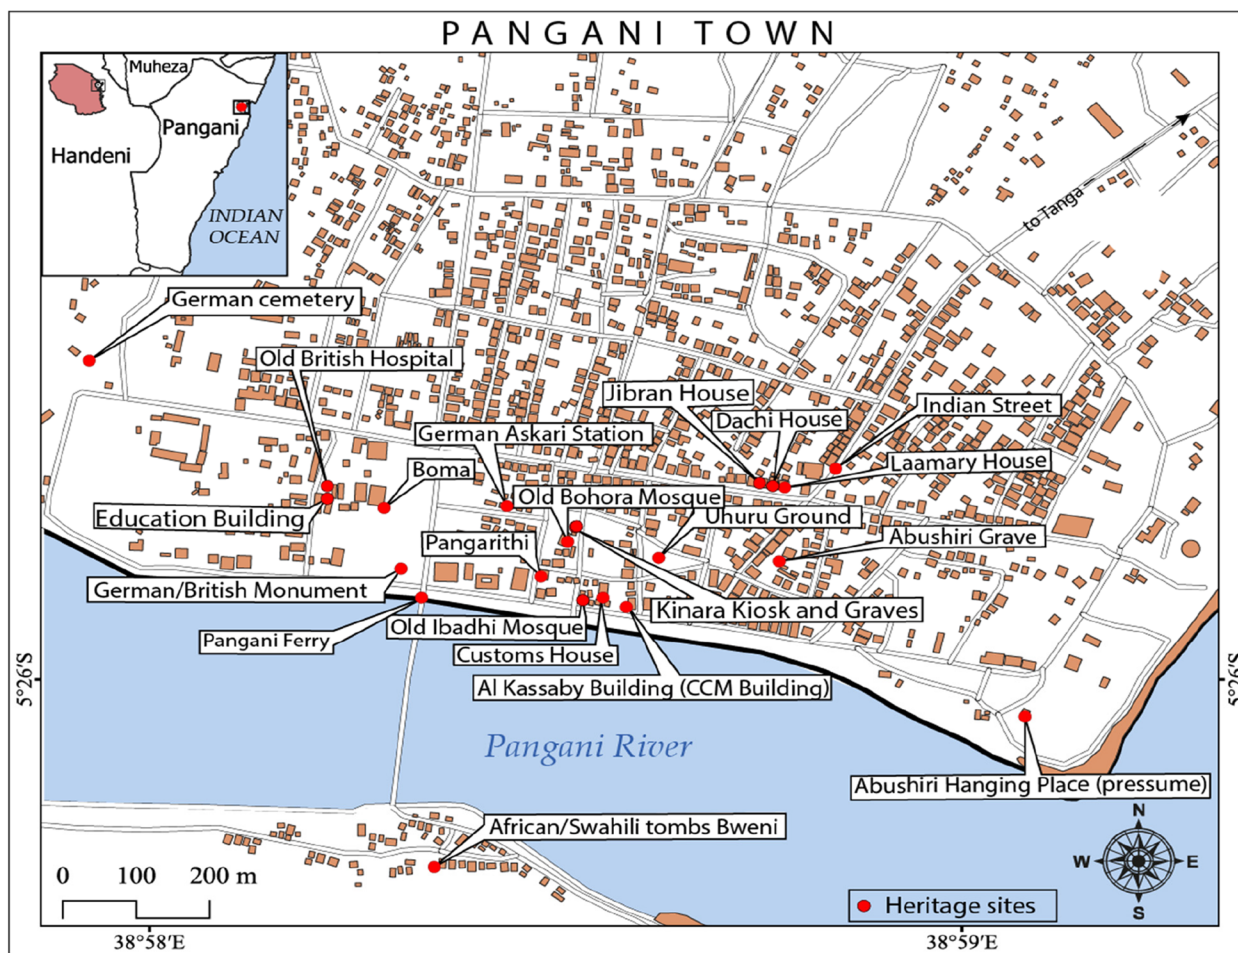 PANGANI TOWN
Muheza
Pangani
Handeni
INDIAN
OCEAN
to Tanga
German cemetery
Old British Hospital
Jibran House
Indian Street
Dachi House
German Askari Station
Laamary House
Boma
Old Bohora Mosque
Education Building
Uhuru Ground
Abushiri Grave
Pangarithi
German/British Monument
Kinara Kiosk and Graves
Old Ibadhi Mosque
Pangani Ferry
Customs House
5°26'S
5°26'S
Al Kassaby Building (CCM Building)
Pangani River
Abushiri Hanging Place (pressume)
African/Swahili tombs Bweni
N
W E
S
0 100 200 m
Heritage sites
38°58'E
38°59'E